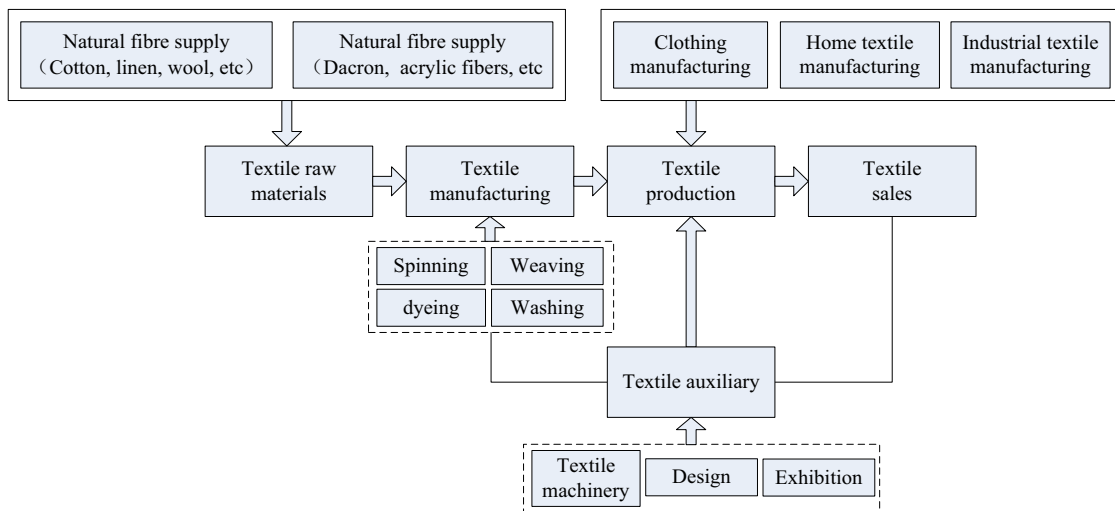 Natural fibre supply
（Cotton, linen, wool, etc）
Natural fibre supply
（Dacron, acrylic fibers, etc
Clothing
manufacturing
Home textile
manufacturing
Industrial textile
manufacturing
Textile raw
materials
Textile
manufacturing
Textile
production
Textile
sales
Spinning
Weaving
dyeing
Washing
Textile auxiliary
Textile
machinery
Design
Exhibition